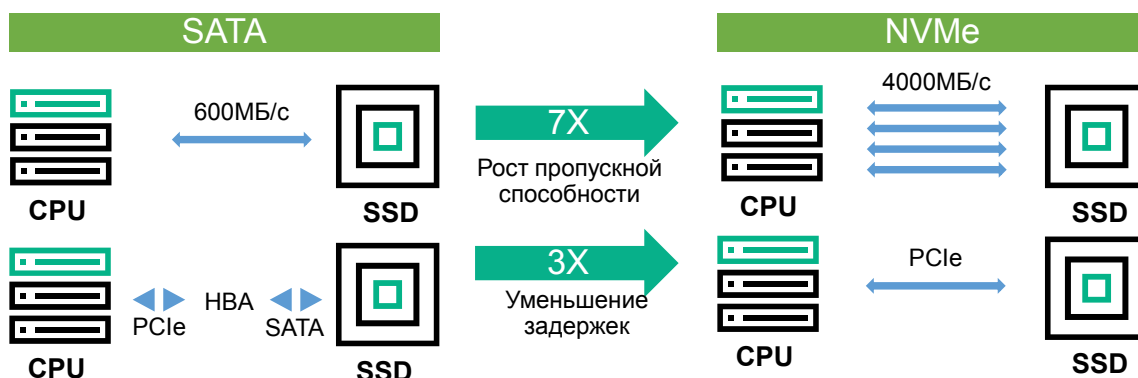 SATA
NVMe
600МБ/с
7X
4000МБ/с
Рост пропускной
способности
CPU
SSD
CPU
SSD
3X
PCIe
HBA
PCIe
SATA
Уменьшение
задержек
CPU
SSD
CPU
SSD